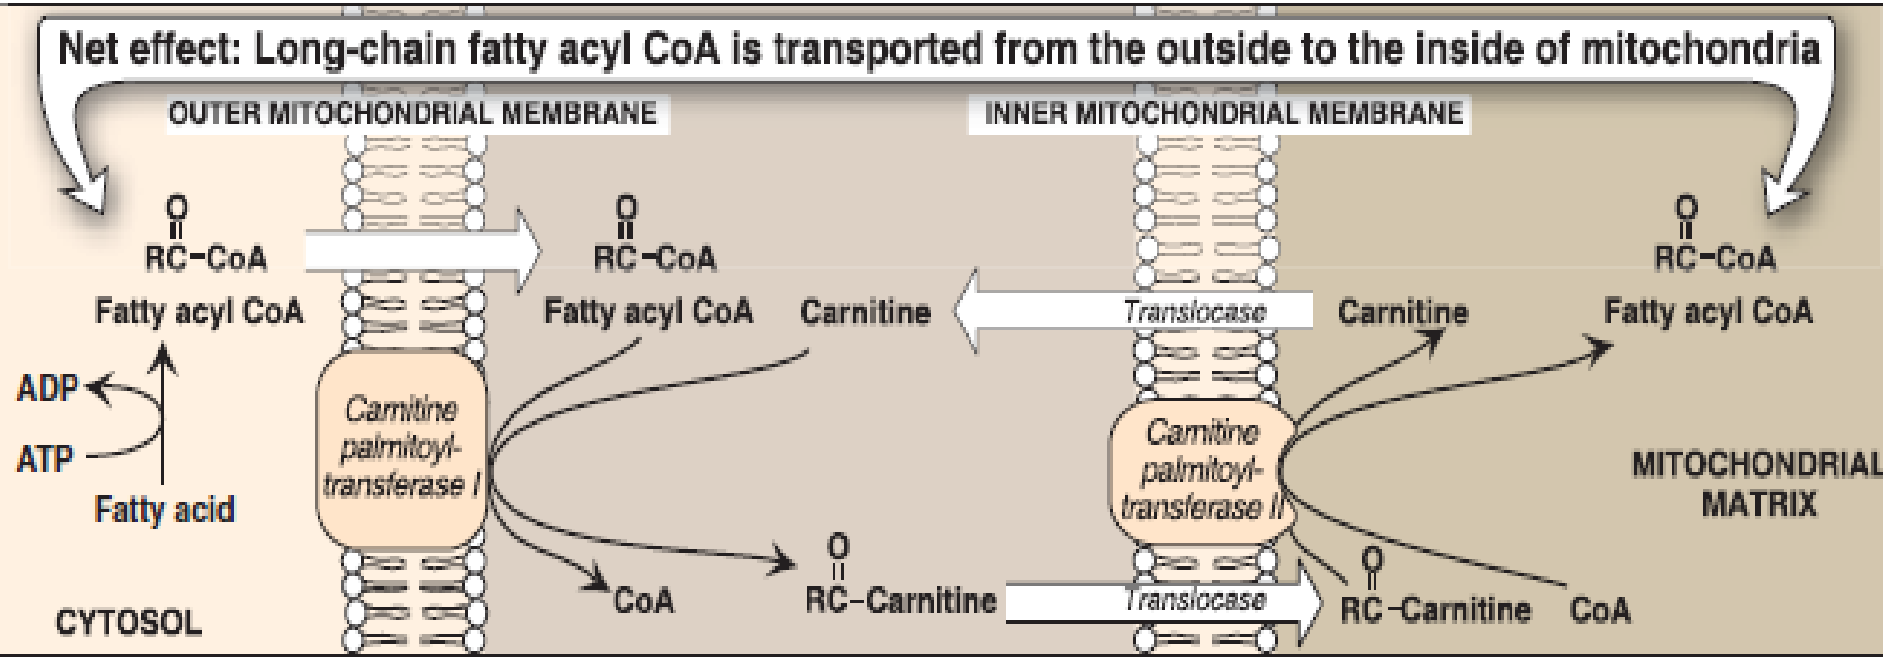 Net effect: Long-chain fatty acyl CoA is transported from the outside to the inside of mitochondria
OUTER MITOCHONDRIAL MEMBRANE
INNER MITOCHONDRIAL MEMBRANE
O
RC–CoA
Fatty acyl CoA
O
RC–CoA
Fatty acyl CoA
Carnitine
Translocase
Carnitine
O
RC–CoA
Fatty acyl CoA
ADP
ATP
Fatty acid
Carnitine
palmitoyl-
transferase I
Carnitine
palmitoyl-
transferase II
MITOCHONDRIAL
MATRIX
CYTOSOL
CoA
O
RC–Carnitine
Translocase
O
RC–Carnitine
CoA